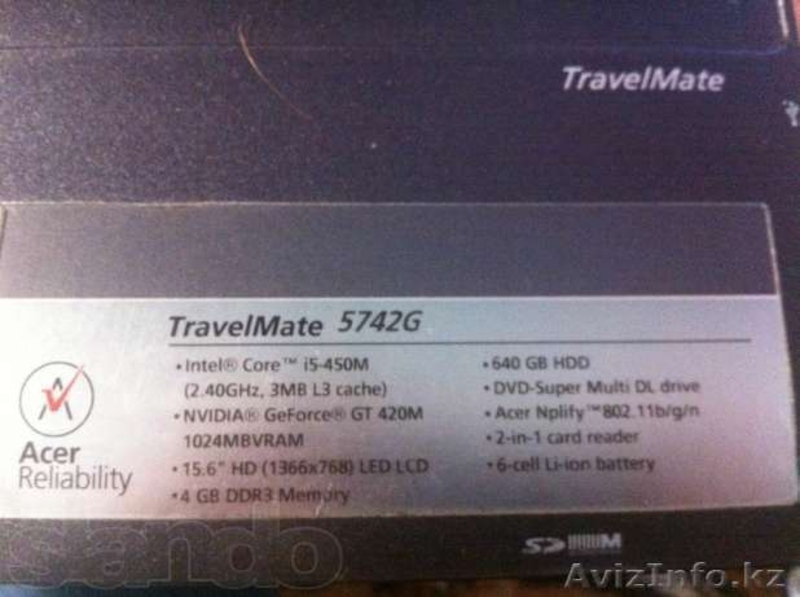 TravelMate
TravelMate 5742G
•Intel® Core™ i5-450M
(2.40GHz, 3MB L3 cache)
•NVIDIA® GeForce® GT 420M
1024MBVRAM
•15.6" HD (1366x768) LED LCD
•4 GB DDR3 Memory
•640 GB HDD
•DVD-Super Multi DL drive
•Acer Nplify™802.11b/g/n
•2-in-1 card reader
•6-cell Li-ion battery
Acer
Reliability
slando
AvizInfo.kz